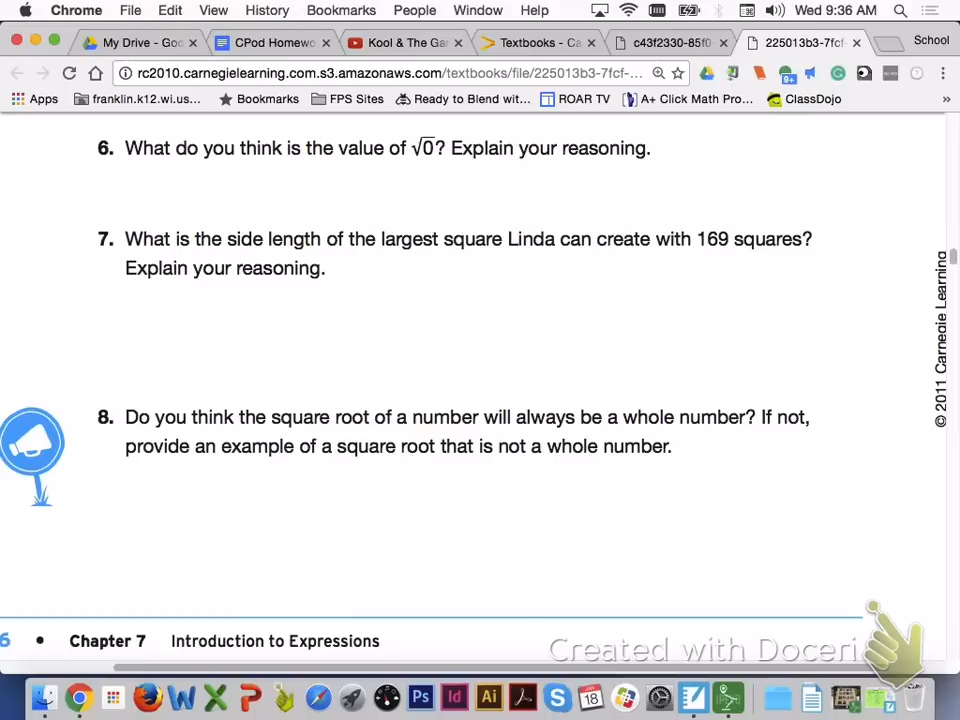 Chrome File Edit View History Bookmarks People Window Help Wed 9:36 AM
My Drive - Goo CPod Homewo Kool & The Ga Textbooks - Ca c43f2330-85f0 225013b3-7fcf- School
rc2010.carnegielearning.com.s3.amazonaws.com/textbooks/file/225013b3-7fcf-...
Apps franklin.k12.wi.us... Bookmarks FPS Sites Ready to Blend wit... ROAR TV A+ Click Math Pro... ClassDojo »
6. What do you think is the value of √0? Explain your reasoning.
7. What is the side length of the largest square Linda can create with 169 squares?
Explain your reasoning.
8. Do you think the square root of a number will always be a whole number? If not,
provide an example of a square root that is not a whole number.
© 2011 Carnegie Learning
6 • Chapter 7 Introduction to Expressions
Created with Doceri
Ps Id Ai 18